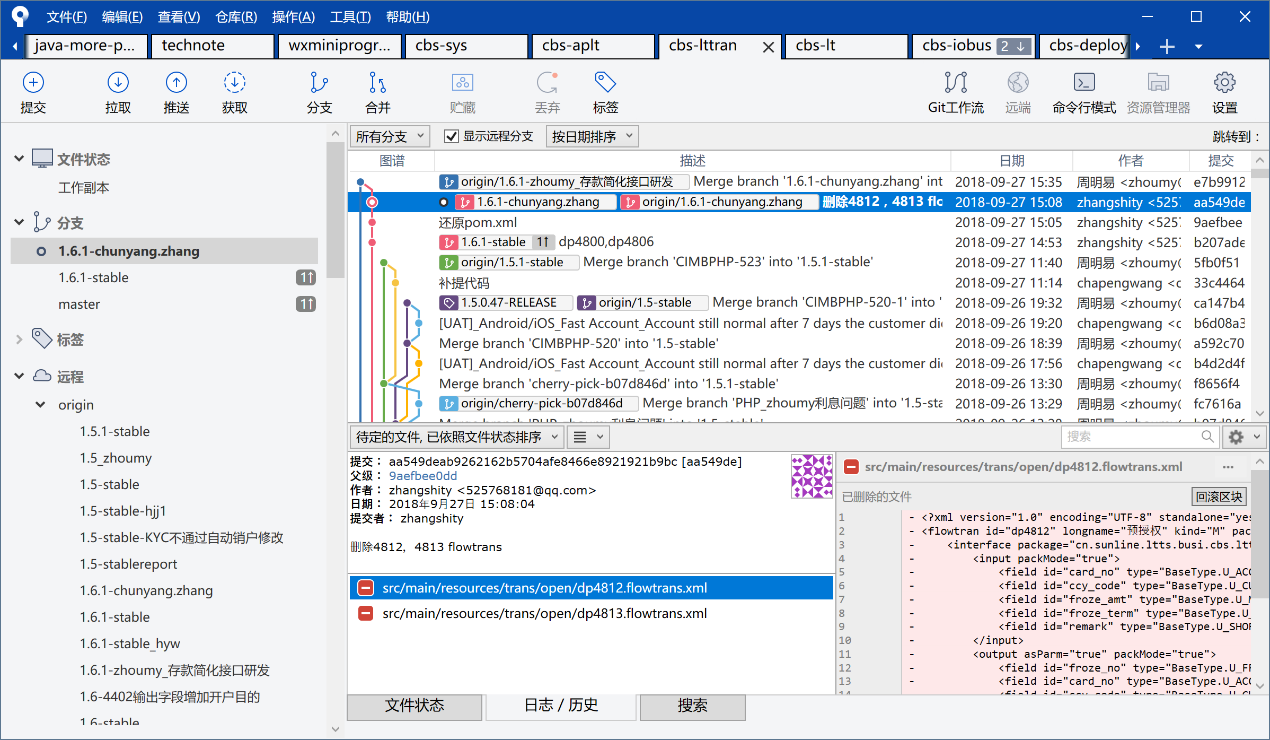 文件(F) 编辑(E) 查看(V) 仓库(R) 操作(A) 工具(T) 帮助(H)
java-more-p... technote wxminiprogr... cbs-sys cbs-aplt cbs-lttran cbs-lt cbs-iobus 2 ↓ cbs-deploy
提交 拉取 推送 获取 分支 合并 贮藏 丢弃 标签 Git工作流 远端 命令行模式 资源管理器 设置
文件状态
工作副本
分支
1.6.1-chunyang.zhang
1.6.1-stable 1↑
master 1↑
标签
远程
origin
1.5.1-stable
1.5_zhoumy
1.5-stable
1.5-stable-hjj1
1.5-stable-KYC不通过自动销户修改
1.5-stablereport
1.6.1-chunyang.zhang
1.6.1-stable
1.6.1-stable_hyw
1.6.1-zhoumy_存款简化接口研发
1.6-4402输出字段增加开户目的
1.6-stable
所有分支 显示远程分支 按日期排序 跳转到：
图谱 描述 日期 作者 提交
origin/1.6.1-zhoumy_存款简化接口研发 Merge branch '1.6.1-chunyang.zhang' int 2018-09-27 15:35 周明易 <zhoumy( e7b9912
1.6.1-chunyang.zhang origin/1.6.1-chunyang.zhang 删除4812，4813 flc 2018-09-27 15:08 zhangshity <5257 aa549de
还原pom.xml 2018-09-27 15:05 zhangshity <5257 9aefbee
1.6.1-stable 1↑ dp4800,dp4806 2018-09-27 14:53 zhangshity <5257 b207ade
origin/1.5.1-stable Merge branch 'CIMBPHP-523' into '1.5.1-stable' 2018-09-27 11:40 周明易 <zhoumy( 5fb0f51
补提代码 2018-09-27 11:14 chapengwang <c 33c4464
1.5.0.47-RELEASE origin/1.5-stable Merge branch 'CIMBPHP-520-1' into ' 2018-09-26 19:32 周明易 <zhoumy( ca147b4
[UAT]_Android/iOS_Fast Account_Account still normal after 7 days the customer di 2018-09-26 19:20 chapengwang <c b6d08a3
Merge branch 'CIMBPHP-520' into '1.5-stable' 2018-09-26 18:39 周明易 <zhoumy( a592c70
[UAT]_Android/iOS_Fast Account_Account still normal after 7 days the customer di 2018-09-26 17:56 chapengwang <c b4d2d4f
Merge branch 'cherry-pick-b07d846d' into '1.5.1-stable' 2018-09-26 13:30 周明易 <zhoumy( f8656f4
origin/cherry-pick-b07d846d Merge branch 'PHP_zhoumy利息问题' into '1.5-sta 2018-09-26 13:29 周明易 <zhoumy( fc7616a
待定的文件, 已依照文件状态排序 搜索
提交： aa549deab9262162b5704afe8466e8921921b9bc [aa549de]
父级： 9aefbee0dd
作者： zhangshity <525768181@qq.com>
日期： 2018年9月27日 15:08:04
提交者： zhangshity
删除4812，4813 flowtrans
src/main/resources/trans/open/dp4812.flowtrans.xml
src/main/resources/trans/open/dp4813.flowtrans.xml
src/main/resources/trans/open/dp4812.flowtrans.xml
已删除的文件 回滚区块
1 - <?xml version="1.0" encoding="UTF-8" standalone="yes
2 - <flowtran id="dp4812" longname="预授权" kind="M" pac
3 - <interface package="cn.sunline.ltts.busi.cbs.ltt
4 - <input packMode="true">
5 - <field id="card_no" type="BaseType.U_ACC
6 - <field id="ccy_code" type="BaseType.U_CU
7 - <field id="froze_amt" type="BaseType.U_M
8 - <field id="froze_term" type="BaseType.U_
9 - <field id="remark" type="BaseType.U_SHOR
10 - </input>
11 - <output asParm="true" packMode="true">
12 - <field id="froze_no" type="BaseType.U_FR
13 - <field id="card_no" type="BaseType.U_ACC
文件状态 日志 / 历史 搜索